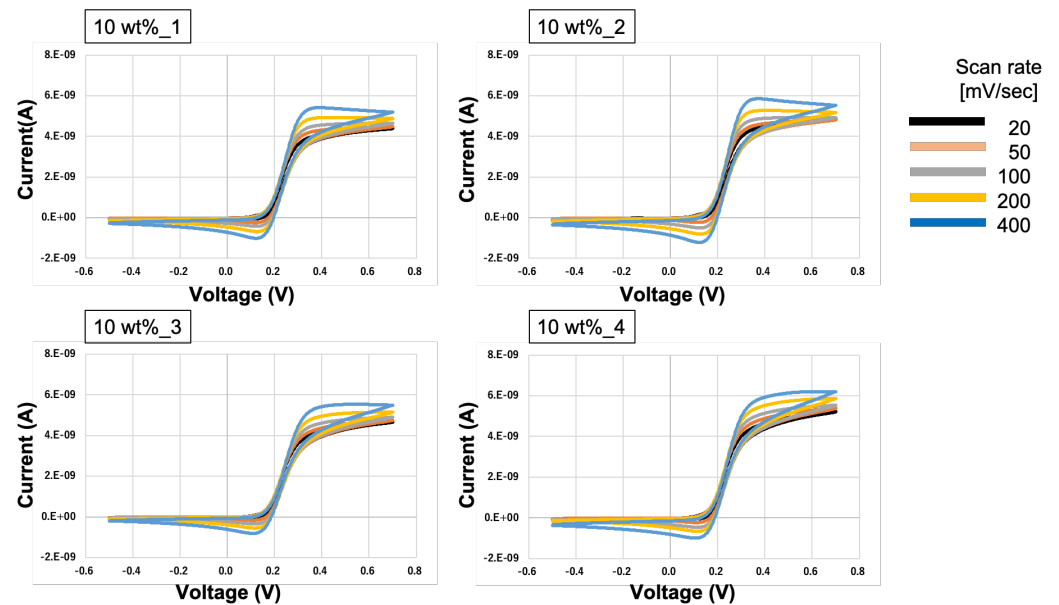 10 wt%_1
8.E-09
6.E-09
4.E-09
2.E-09
0.E+00
-2.E-09
-0.6 -0.4 -0.2 0.0 0.2 0.4 0.6 0.8
Current(A)
Voltage (V)
10 wt%_2
8.E-09
6.E-09
4.E-09
2.E-09
0.E+00
-2.E-09
-0.6 -0.4 -0.2 0.0 0.2 0.4 0.6 0.8
Current (A)
Voltage (V)
Scan rate
[mV/sec]
20
50
100
200
400
10 wt%_3
8.E-09
6.E-09
4.E-09
2.E-09
0.E+00
-2.E-09
-0.6 -0.4 -0.2 0.0 0.2 0.4 0.6 0.8
Current (A)
Voltage (V)
10 wt%_4
8.E-09
6.E-09
4.E-09
2.E-09
0.E+00
-2.E-09
-0.6 -0.4 -0.2 0.0 0.2 0.4 0.6 0.8
Current (A)
Voltage (V)